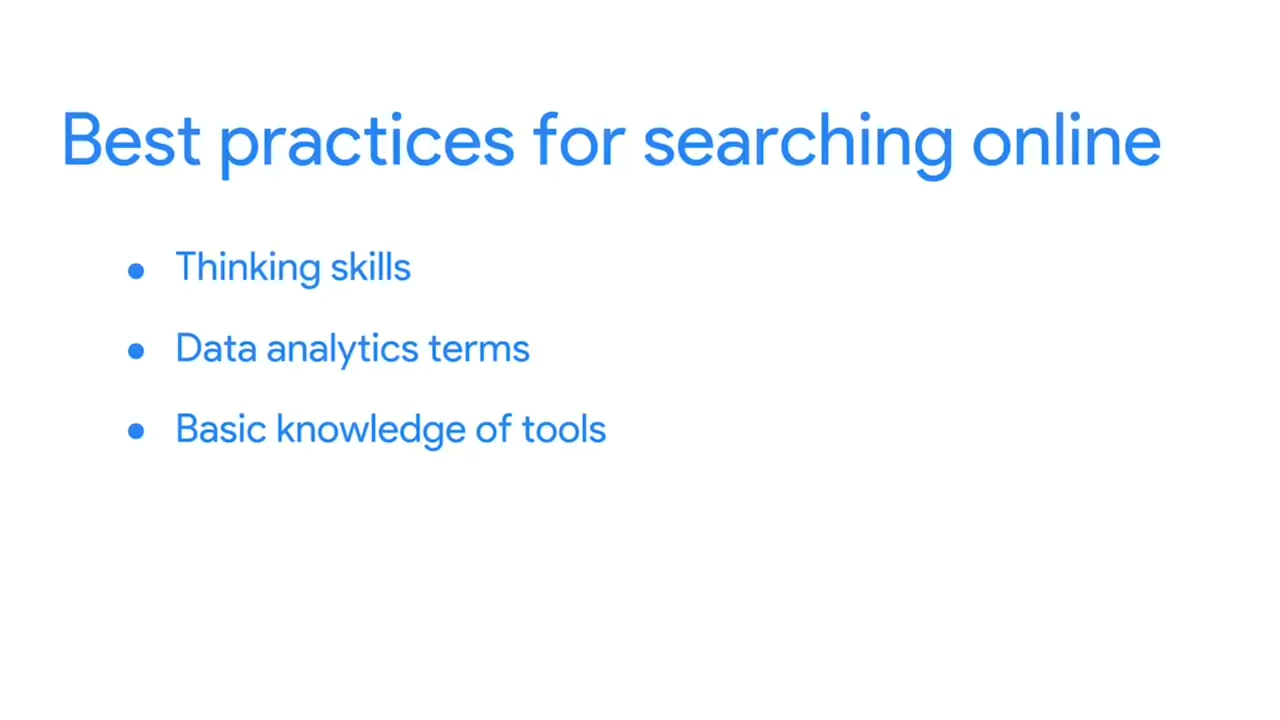 Best practices for searching online
● Thinking skills
● Data analytics terms
● Basic knowledge of tools